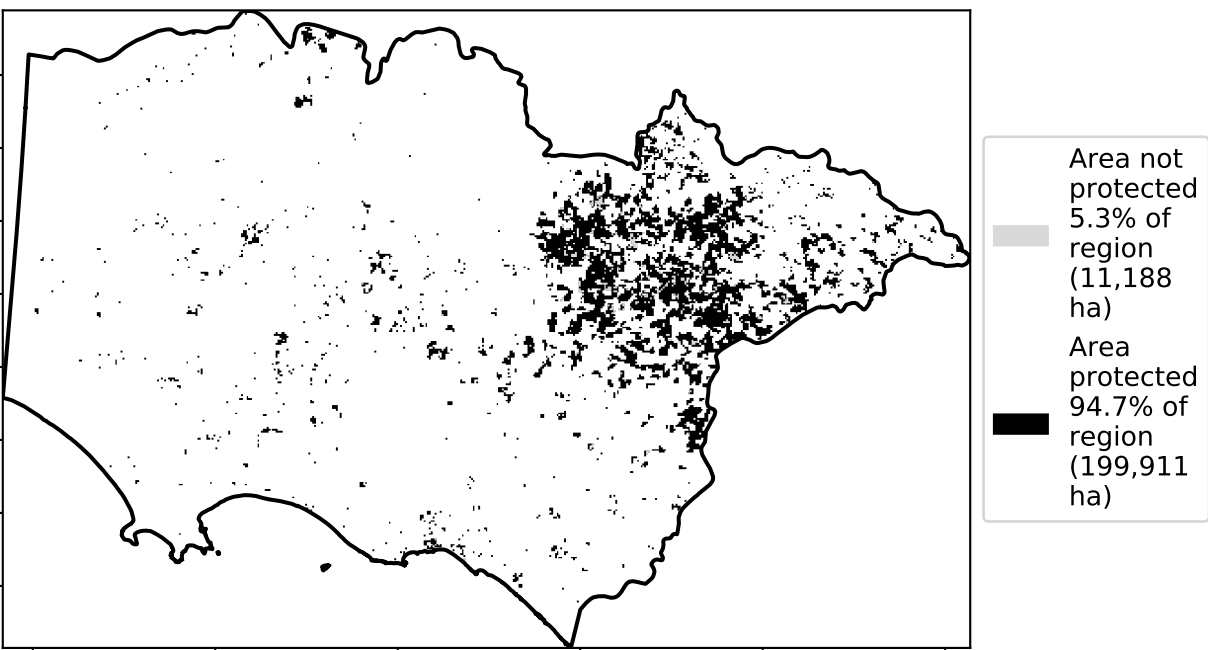 Area not
protected
5.3% of
region
(11,188
ha)
Area
protected
94.7% of
region
(199,911
ha)